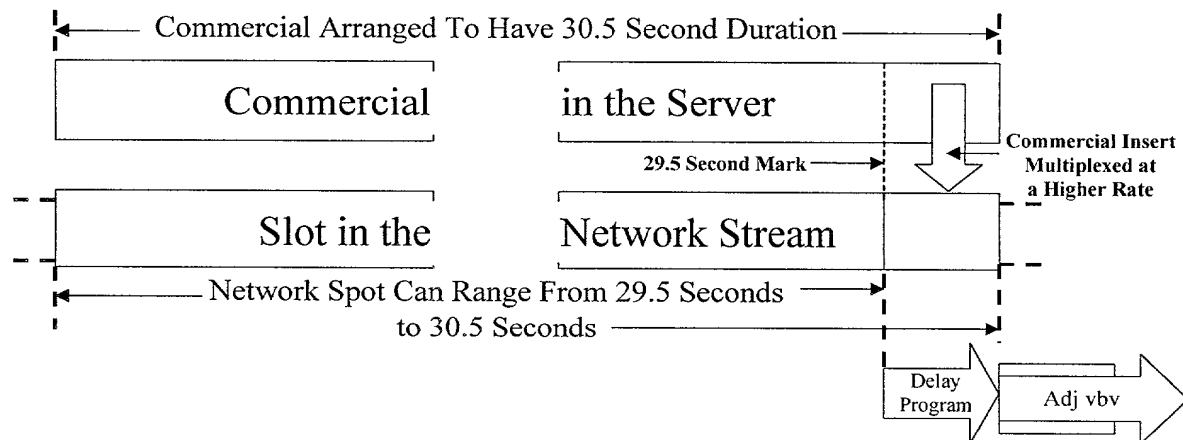 Commercial Arranged To Have 30.5 Second Duration
Commercial in the Server
Commercial Insert
Multiplexed at
a Higher Rate
29.5 Second Mark
Slot in the Network Stream
Network Spot Can Range From 29.5 Seconds
to 30.5 Seconds
Delay
Program
Adj vbv